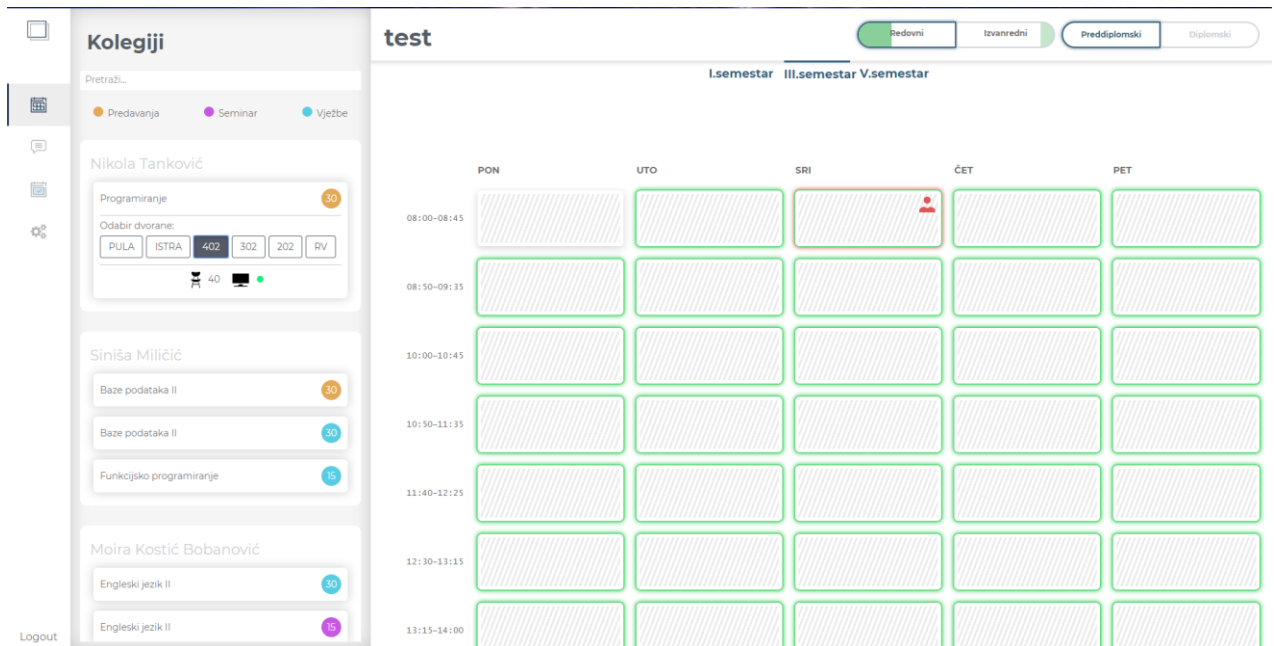 Kolegiji
Pretraži...
Predavanja Seminar Vježbe
Nikola Tanković
Programiranje 30
Odabir dvorane:
PULA ISTRA 402 302 202 RV
40
Siniša Miličić
Baze podataka II 30
Baze podataka II 30
Funkcijsko programiranje 15
Moira Kostić Bobanović
Engleski jezik II 30
Engleski jezik II 15
Logout
test
Redovni Izvanredni Preddiplomski Diplomski
I.semestar III.semestar V.semestar
PON UTO SRI ČET PET
08:00-08:45
08:50-09:35
10:00-10:45
10:50-11:35
11:40-12:25
12:30-13:15
13:15-14:00